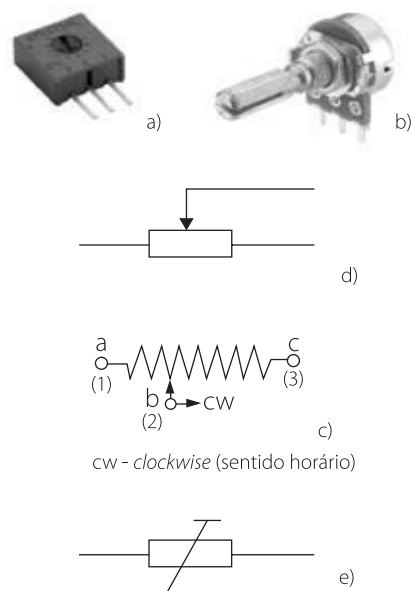 a)
b)
d)
a
c
(1)
(3)
b
cw
(2)
c)
cw - clockwise (sentido horário)
e)